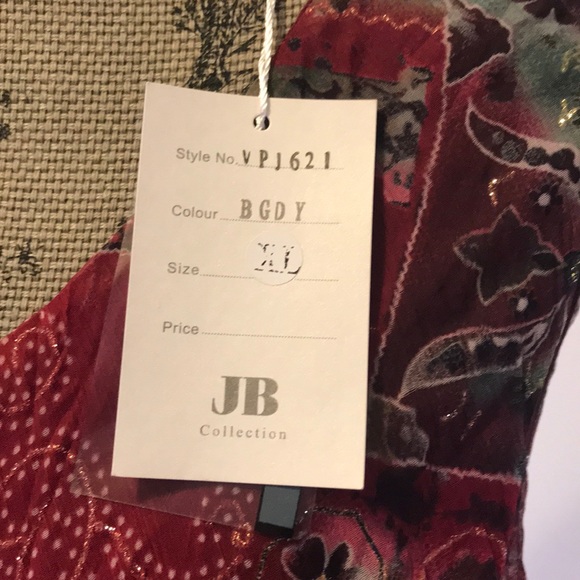 Style No. VPJ621
Colour BGDY
Size XL
Price
JB
Collection